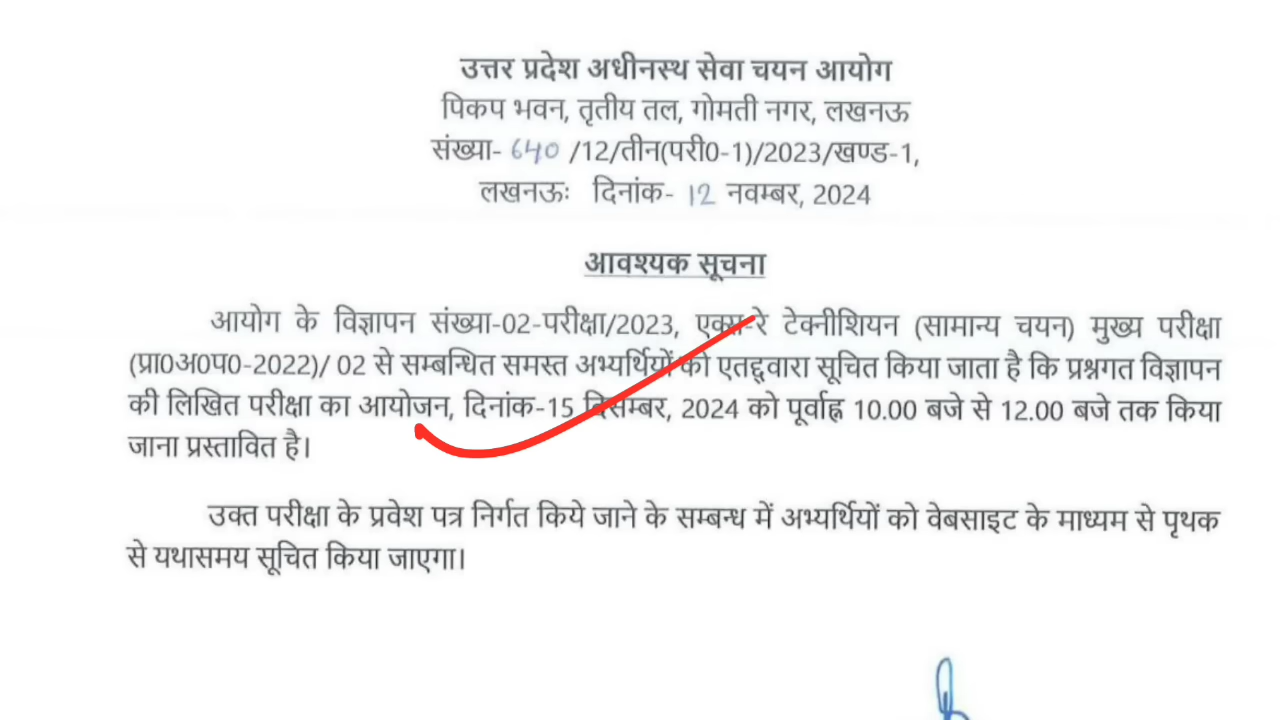 उत्तर प्रदेश अधीनस्थ सेवा चयन आयोग
पिकप भवन, तृतीय तल, गोमती नगर, लखनऊ
संख्या- 640 /12/तीन(परी0-1)/2023/खण्ड-1,
लखनऊः दिनांक- 12 नवम्बर, 2024
आवश्यक सूचना
आयोग के विज्ञापन संख्या-02-परीक्षा/2023, एक्स-रे टेक्नीशियन (सामान्य चयन) मुख्य परीक्षा
(प्रा0अ0प0-2022)/ 02 से सम्बन्धित समस्त अभ्यर्थियों को एतद्द्वारा सूचित किया जाता है कि प्रश्नगत विज्ञापन
की लिखित परीक्षा का आयोजन, दिनांक-15 दिसम्बर, 2024 को पूर्वाह्न 10.00 बजे से 12.00 बजे तक किया
जाना प्रस्तावित है।
उक्त परीक्षा के प्रवेश पत्र निर्गत किये जाने के सम्बन्ध में अभ्यर्थियों को वेबसाइट के माध्यम से पृथक
से यथासमय सूचित किया जाएगा।